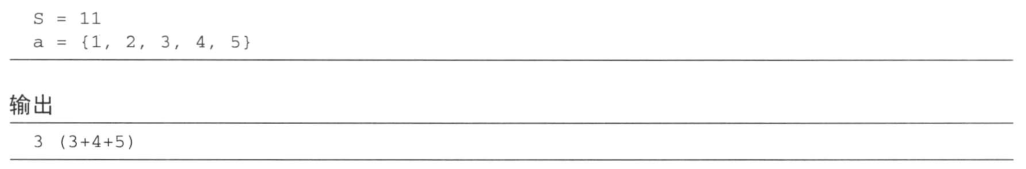 S = 11
a = {1, 2, 3, 4, 5}
输出
3 (3+4+5)